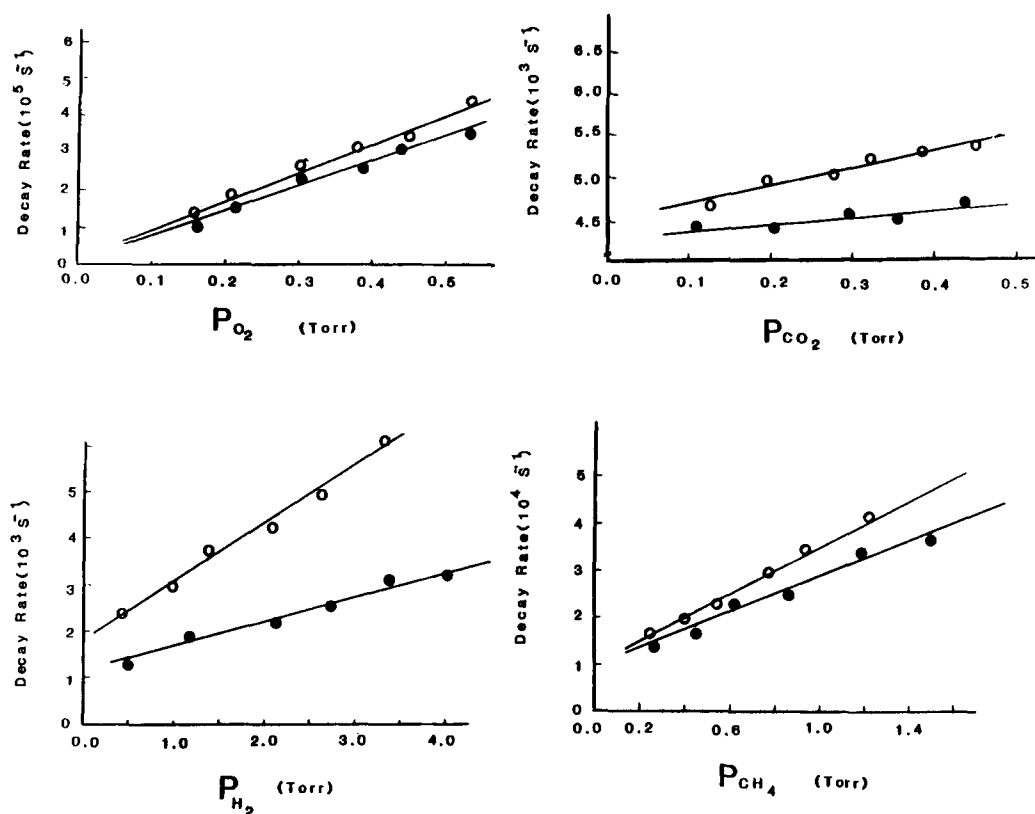 Decay Rate(10⁵ s⁻¹)
6
5
4
3
2
1
0
0.0 0.1 0.2 0.3 0.4 0.5
P O₂ (Torr)
Decay Rate(10³ s⁻¹)
6.5
6.0
5.5
5.0
4.5
0.0 0.1 0.2 0.3 0.4 0.5
P CO₂ (Torr)
Decay Rate(10³ s⁻¹)
5
4
3
2
1
0
0.0 1.0 2.0 3.0 4.0
P H₂ (Torr)
Decay Rate(10⁴ s⁻¹)
5
4
3
2
1
0
0.0 0.2 0.6 1.0 1.4
P CH₄ (Torr)